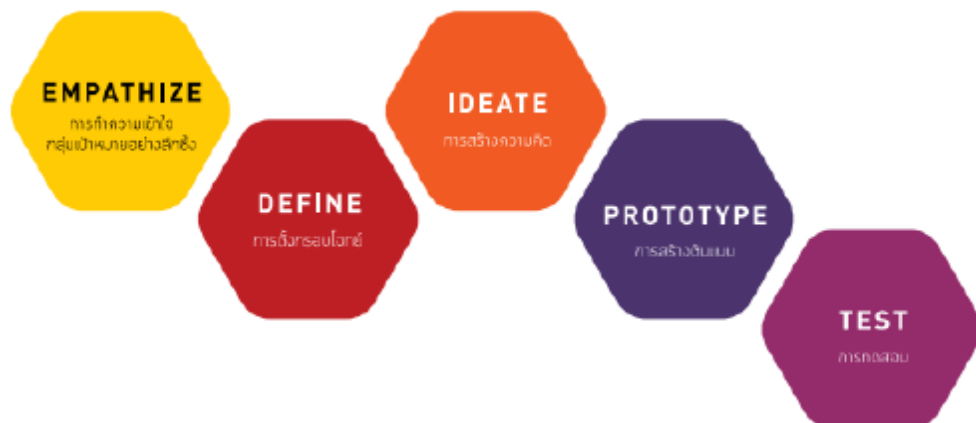 EMPATHIZE
การทำความเข้าใจ
กลุ่มเป้าหมายอย่างลึกซึ้ง
DEFINE
การตั้งกรอบโจทย์
IDEATE
การสร้างความคิด
PROTOTYPE
การสร้างต้นแบบ
TEST
การทดสอบ